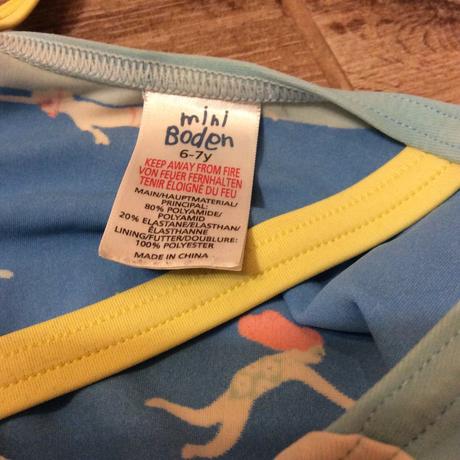 mini
Boden
6-7y
KEEP AWAY FROM FIRE
VON FEUER FERNHALTEN
TENIR ÉLOIGNÉ DU FEU
MAIN/HAUPTMATERIAL/
PRINCIPAL:
80% POLYAMIDE/POLYAMID
20% ELASTANE/ELASTHAN/
ÉLASTHANNE
LINING/FUTTER/DOUBLURE:
100% POLYESTER
MADE IN CHINA